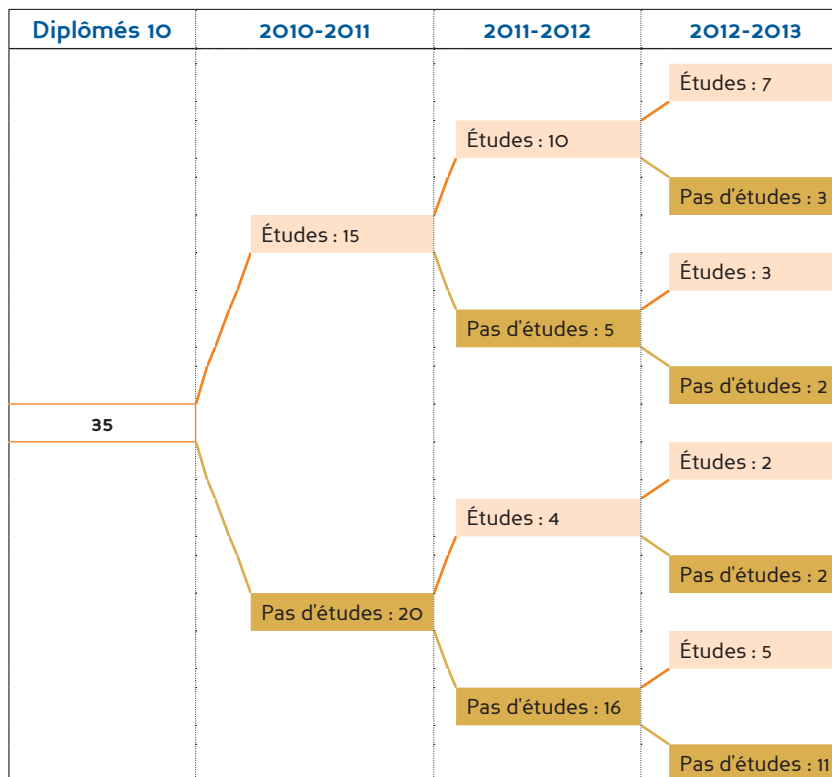 Diplômés 10 2010-2011 2011-2012 2012-2013
Études : 7
Études : 10
Pas d'études : 3
Études : 15
Études : 3
Pas d'études : 5
Pas d'études : 2
35
Études : 2
Études : 4
Pas d'études : 2
Pas d'études : 20
Études : 5
Pas d'études : 16
Pas d'études : 11